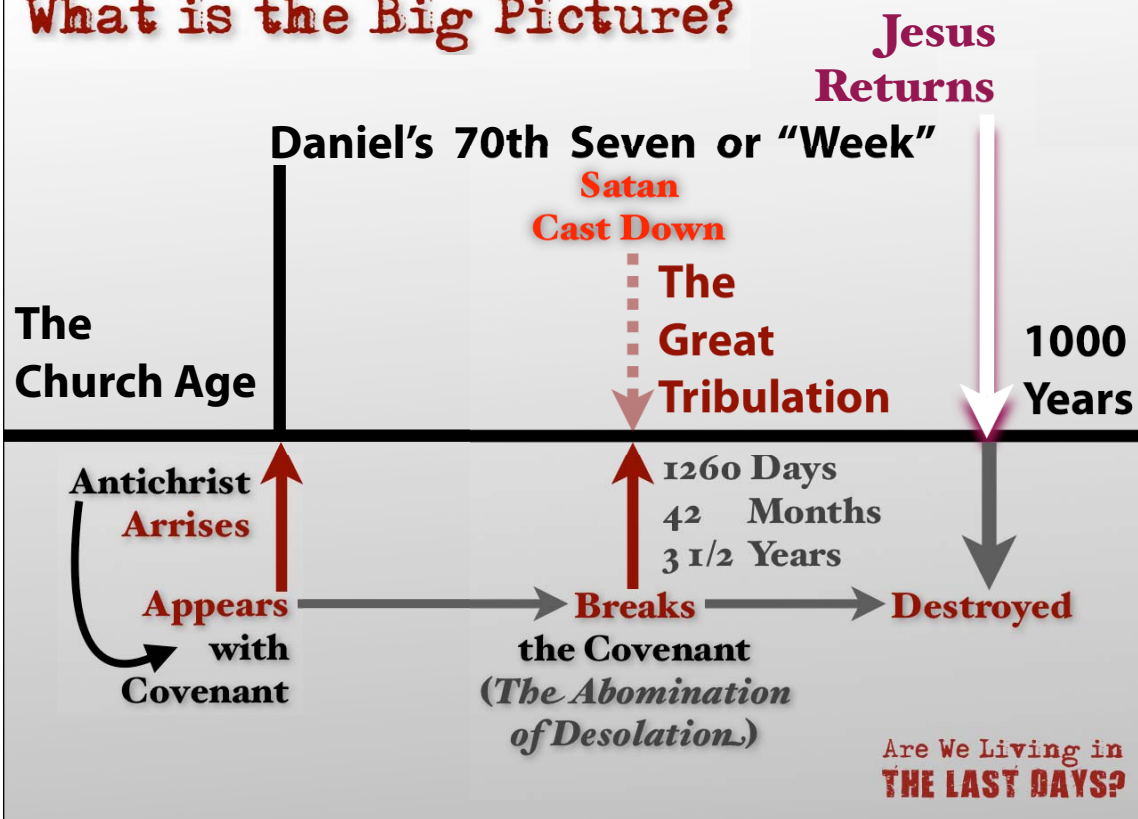 What is the Big Picture?
Jesus
Returns
Daniel's 70th Seven or “Week”
Satan
Cast Down
The
Great
Tribulation
The
Church Age
1000
Years
Antichrist
Arrises
Appears
with
Covenant
1260 Days
42 Months
3 1/2 Years
Breaks
the Covenant
(The Abomination
of Desolation)
Destroyed
Are We Living in
THE LAST DAYS?